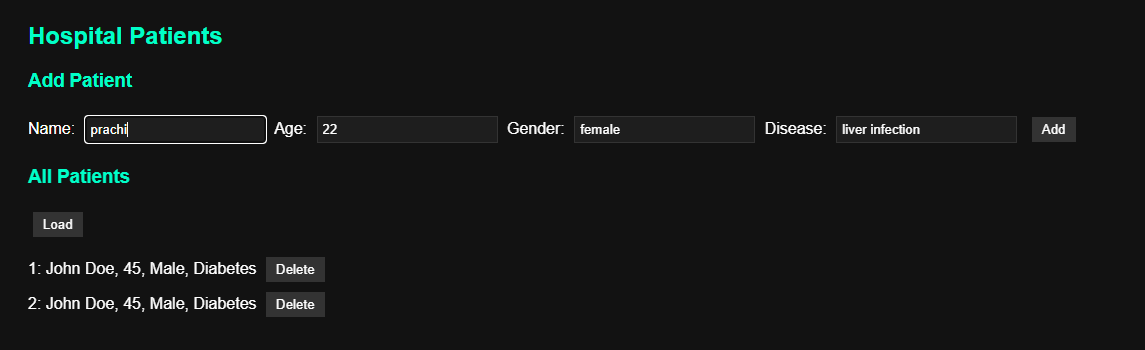 Hospital Patients
Add Patient
Name: prachi Age: 22 Gender: female Disease: liver infection Add
All Patients
Load
1: John Doe, 45, Male, Diabetes Delete
2: John Doe, 45, Male, Diabetes Delete